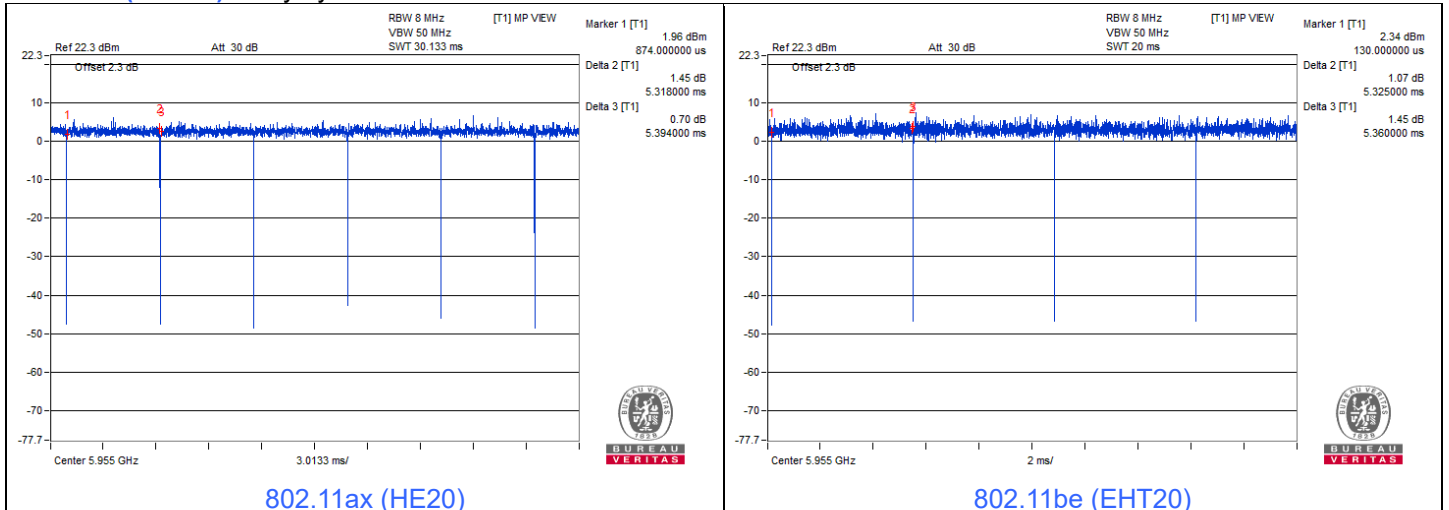 RBW 8 MHz [T1] MP VIEW
VBW 50 MHz
Ref 22.3 dBm Att 30 dB SWT 30.133 ms
Marker 1 [T1]
1.96 dBm
874.000000 us
Delta 2 [T1]
1.45 dB
5.318000 ms
Delta 3 [T1]
0.70 dB
5.394000 ms
22.3
Offset 2.3 dB
10
0
-10
-20
-30
-40
-50
-60
-70
-77.7
1
2
3
Center 5.955 GHz 3.0133 ms/
1828
BUREAU
VERITAS
802.11ax (HE20)
RBW 8 MHz [T1] MP VIEW
VBW 50 MHz
Ref 22.3 dBm Att 30 dB SWT 20 ms
Marker 1 [T1]
2.34 dBm
130.000000 us
Delta 2 [T1]
1.07 dB
5.325000 ms
Delta 3 [T1]
1.45 dB
5.360000 ms
22.3
Offset 2.3 dB
10
0
-10
-20
-30
-40
-50
-60
-70
-77.7
1
Center 5.955 GHz 2 ms/
1828
BUREAU
VERITAS
802.11be (EHT20)